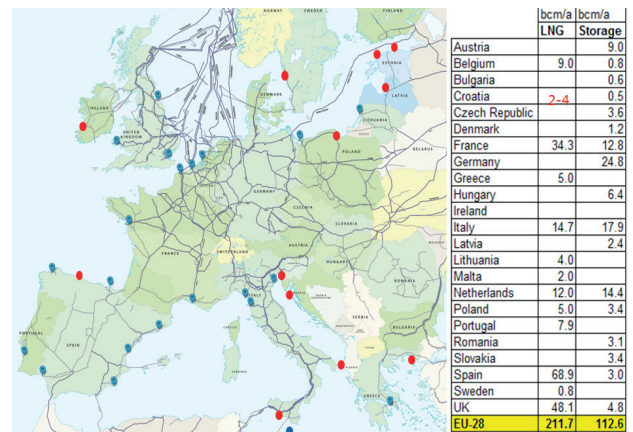 NORWAY
SWEDEN
FINLAND
ESTONIA
LATVIA
LITHUANIA
DENMARK
IRELAND
UNITED
KINGDOM
POLAND
BELARUS
GERMANY
CZECHIA
SLOVAKIA
FRANCE
SWITZERLAND
AUSTRIA
HUNGARY
ROMANIA
ITALY
CROATIA
SERBIA
BULGARIA
PORTUGAL
SPAIN
GREECE
bcm/a bcm/a
LNG Storage
Austria 9.0
Belgium 9.0 0.8
Bulgaria 0.6
Croatia 2-4 0.5
Czech Republic 3.6
Denmark 1.2
France 34.3 12.8
Germany 24.8
Greece 5.0
Hungary 6.4
Ireland
Italy 14.7 17.9
Latvia 2.4
Lithuania 4.0
Malta 2.0
Netherlands 12.0 14.4
Poland 5.0 3.4
Portugal 7.9
Romania 3.1
Slovakia 3.4
Spain 68.9 3.0
Sweden 0.8
UK 48.1 4.8
EU-28 211.7 112.6